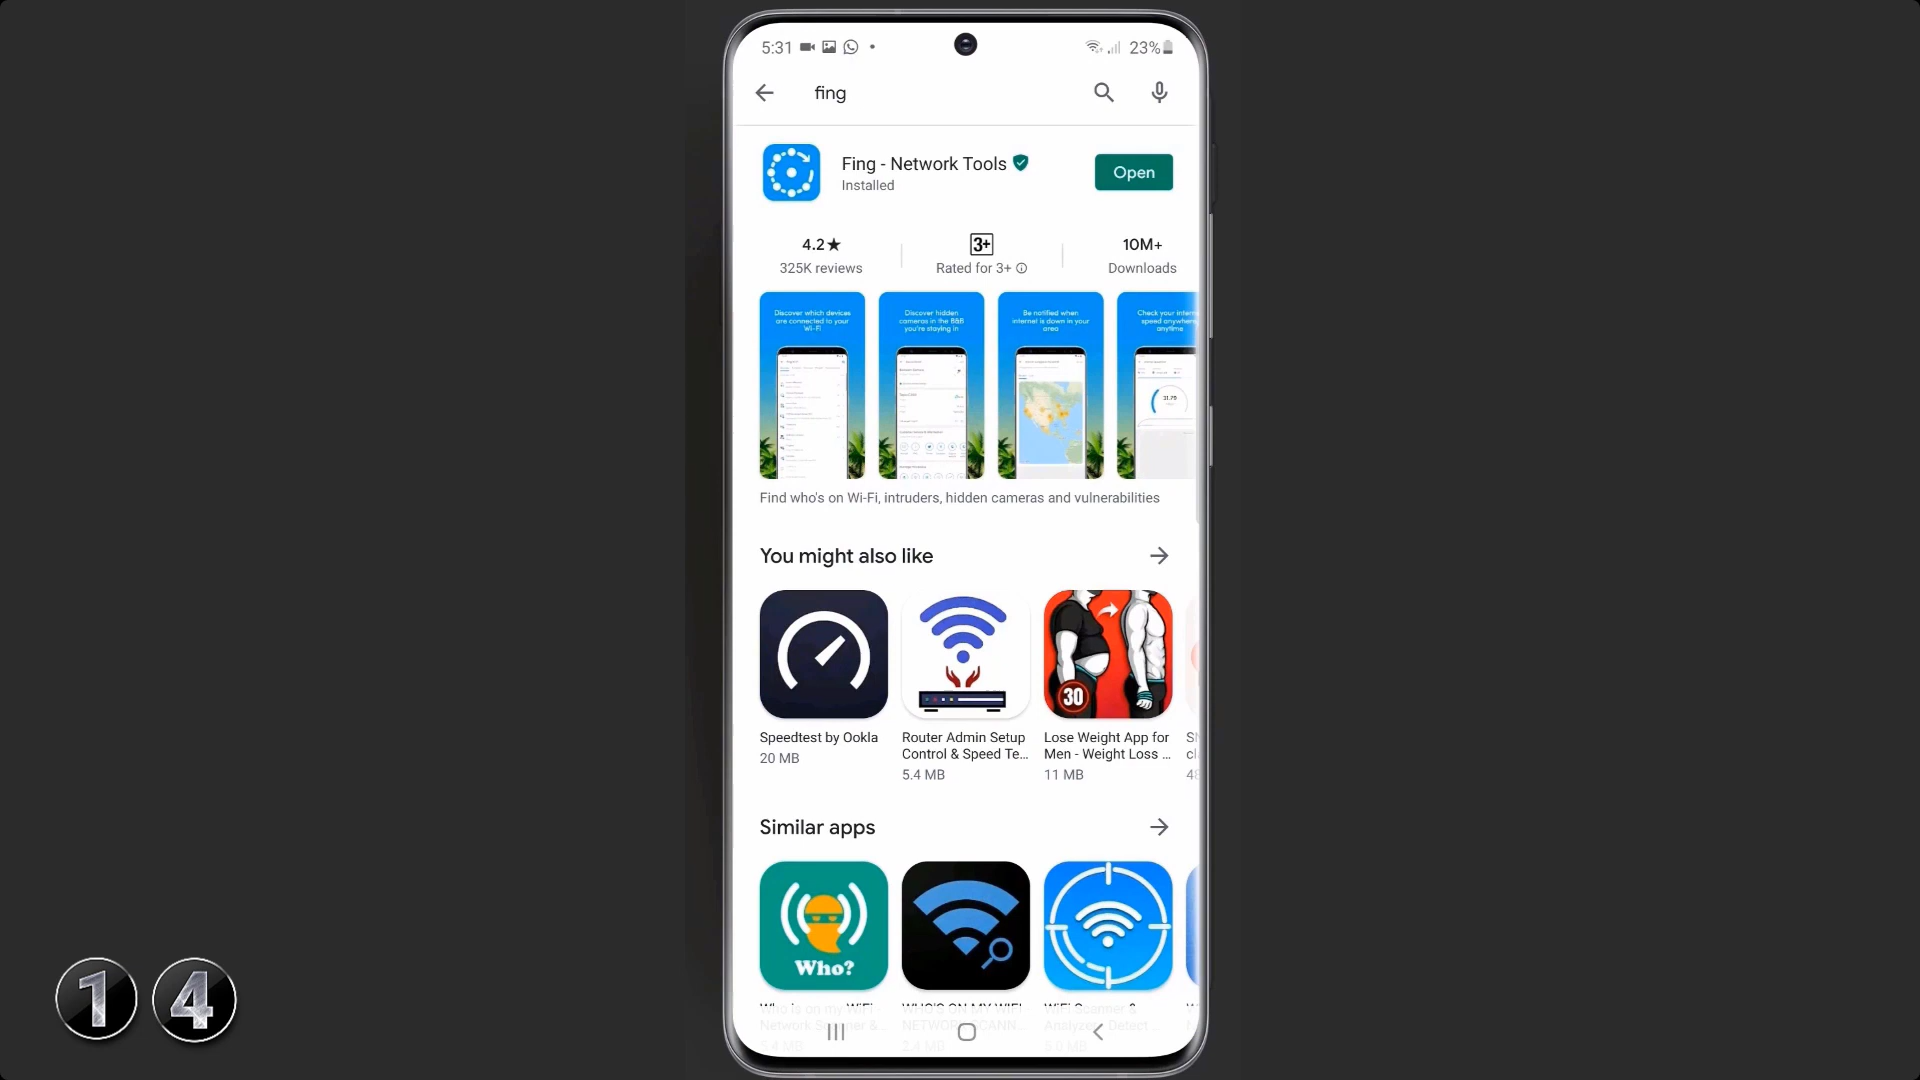 5:31
23%
fing
Fing - Network Tools
Installed
Open
4.2★
325K reviews
3+
Rated for 3+
10M+
Downloads
Discover which devices
are connected to your
Wi-Fi
Discover hidden
cameras in the B&B
you're staying in
Be notified when
internet is down in your
area
Check your intern
speed anywhere
anytime
31.79
Find who's on Wi-Fi, intruders, hidden cameras and vulnerabilities
You might also like
30
Speedtest by Ookla
20 MB
Router Admin Setup
Control & Speed Te...
5.4 MB
Lose Weight App for
Men - Weight Loss ...
11 MB
Similar apps
Who?
Who is on my WiFi -
Network Scanner &
5.4 MB
WHO'S ON MY WIFI
NETWORK SCANN...
2.4 MB
WiFi Scanner &
Analyzer Detect ...
14